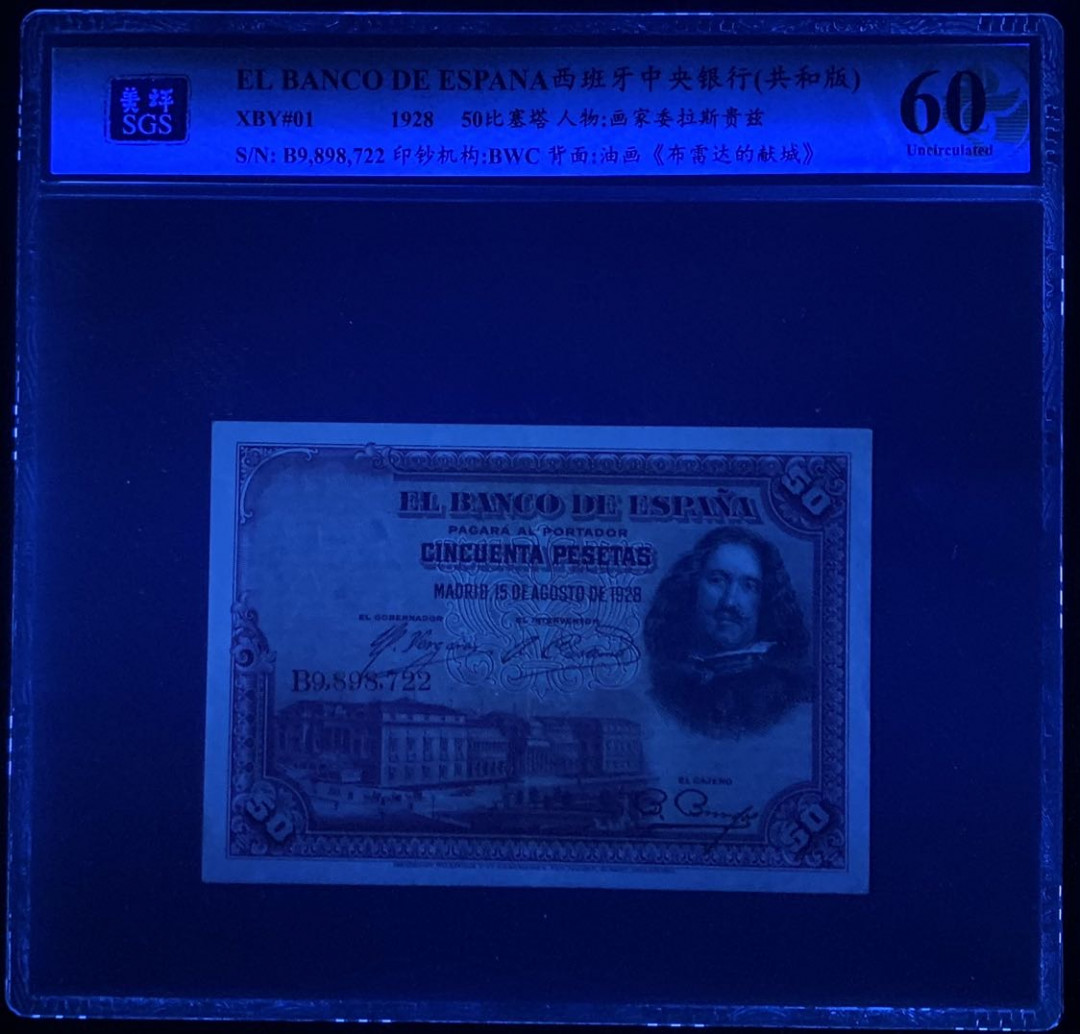 美评
SGS
EL BANCO DE ESPANA西班牙中央银行(共和版)
XBY#01 1928 50比塞塔 人物:画家委拉斯贵兹
S/N: B9,898,722 印钞机构:BWC 背面:油画《布雷达的献城》
60
Uncirculated
50
EL BANCO DE ESPAÑA
PAGARÁ AL PORTADOR
CINCUENTA PESETAS
MADRID, 15 DE AGOSTO DE 1928
EL GOBERNADOR EL INTERVENTOR
B9,898,722
EL CAJERO
50 50